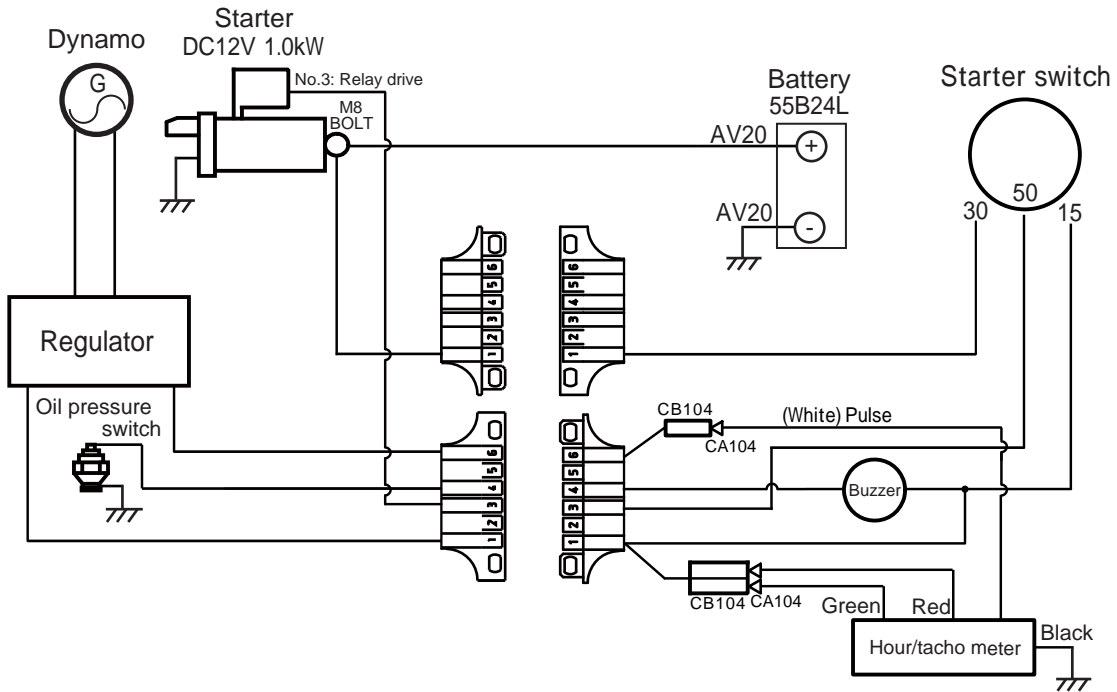 Starter
DC12V 1.0kW
Dynamo
G
No.3: Relay drive
M8
BOLT
Battery
55B24L
AV20
+
AV20
-
Starter switch
50
30
15
6
5
4
3
2
1
6
5
4
3
2
1
Regulator
Oil pressure
switch
6
5
4
3
2
1
6
5
4
3
2
1
CB104
(White) Pulse
CA104
Buzzer
CB104
CA104
Green
Red
Hour/tacho meter
Black